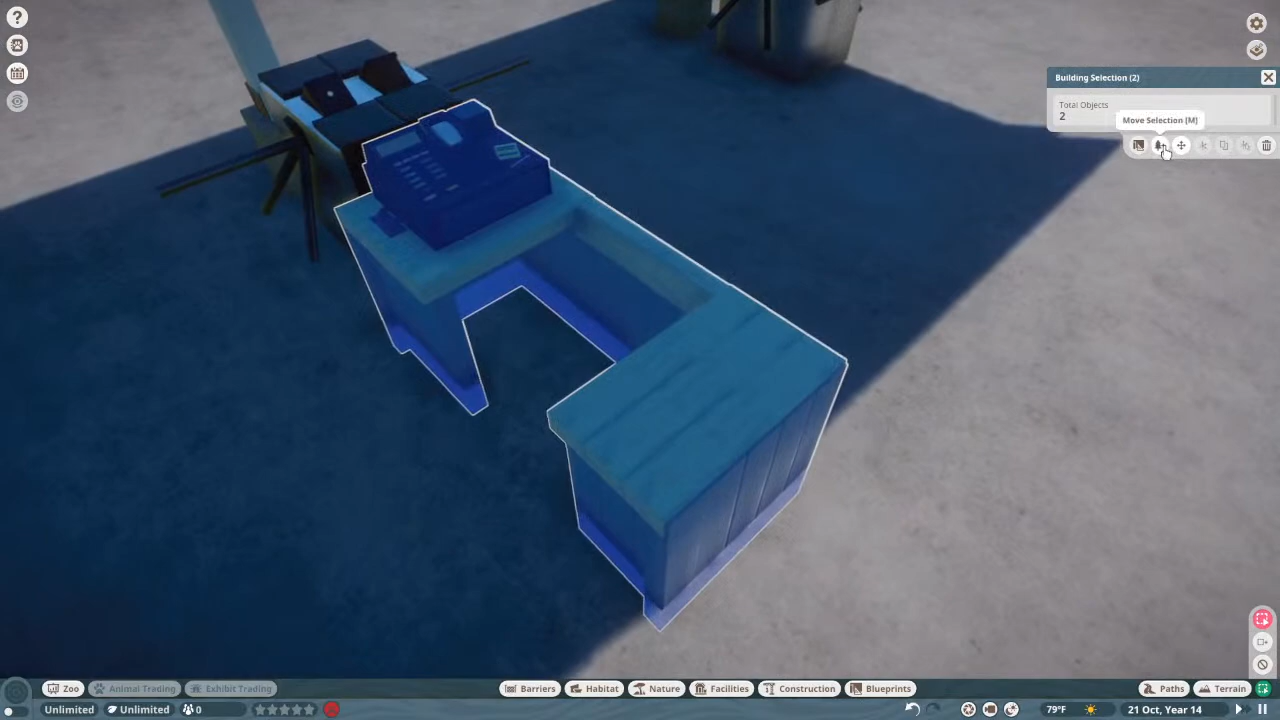 ?
Building Selection (2)
Total Objects
2
Move Selection [M]
Zoo
Animal Trading
Exhibit Trading
Barriers
Habitat
Nature
Facilities
Construction
Blueprints
Paths
Terrain
Unlimited
Unlimited
0
79°F
21 Oct, Year 14